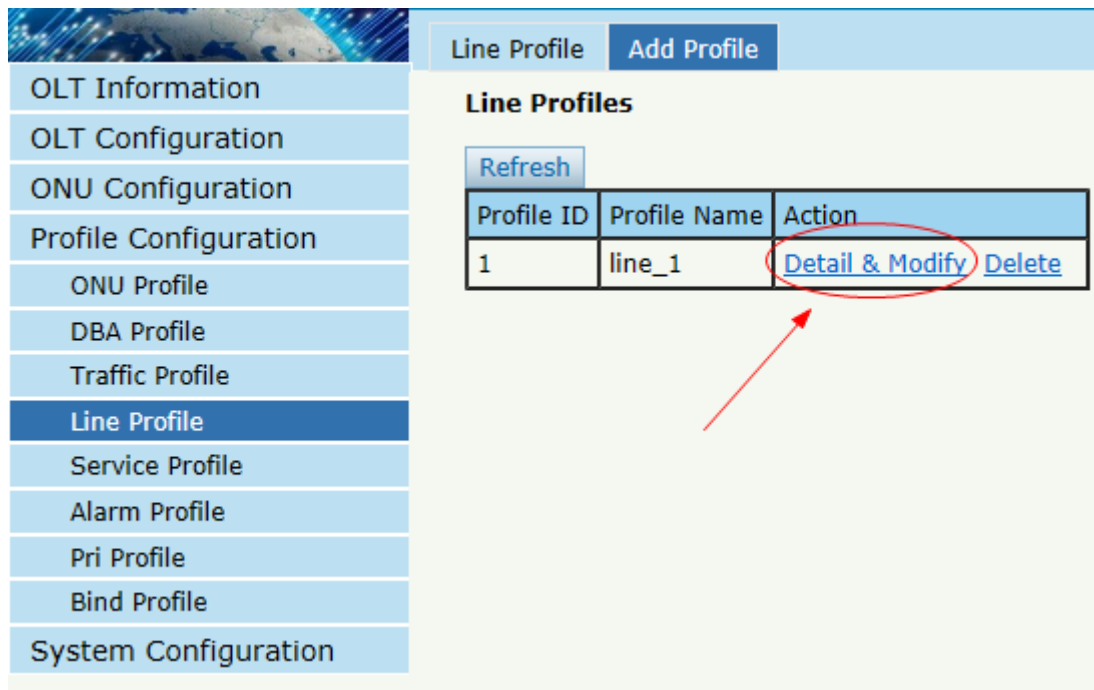 Line Profile
Add Profile
OLT Information
OLT Configuration
ONU Configuration
Profile Configuration
ONU Profile
DBA Profile
Traffic Profile
Line Profile
Service Profile
Alarm Profile
Pri Profile
Bind Profile
System Configuration
Line Profiles
Refresh
Profile ID Profile Name Action
1 line_1 Detail & Modify Delete